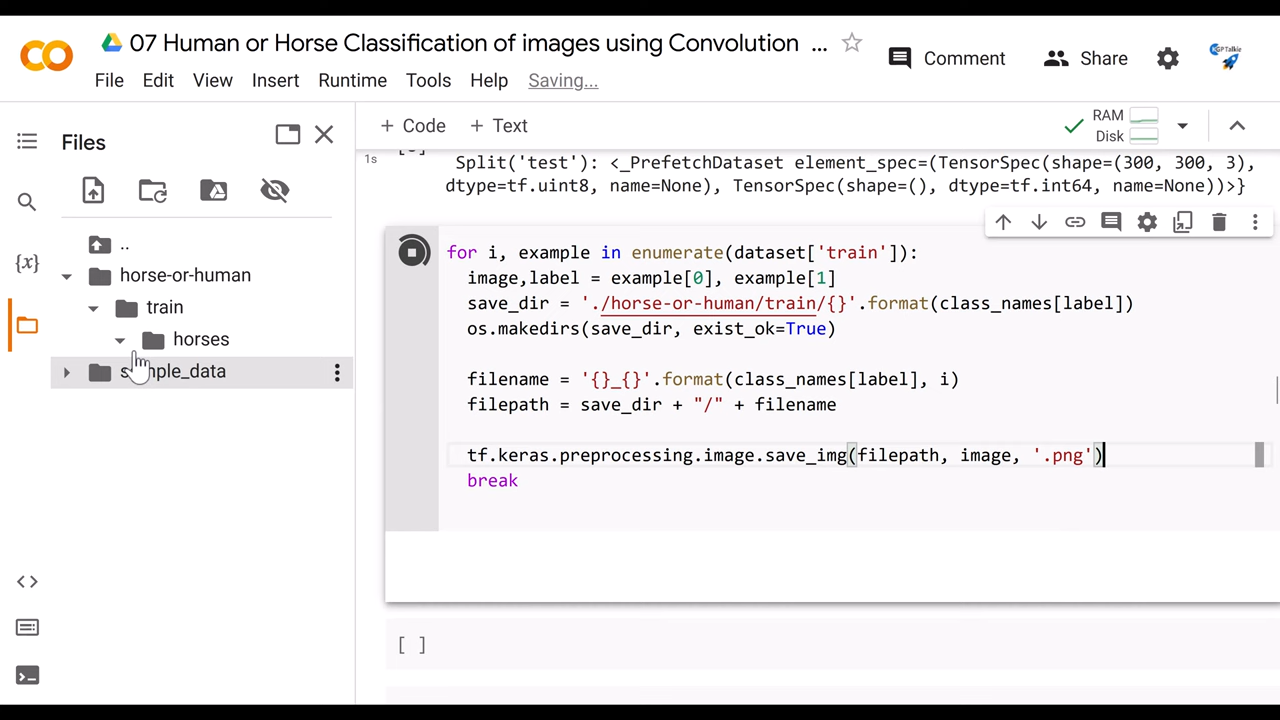 07 Human or Horse Classification of images using Convolution ...
File Edit View Insert Runtime Tools Help Saving...
Comment
Share
KGP Talkie
Files
..
horse-or-human
train
horses
{x}
<>
+ Code + Text
RAM
Disk
1s
Split('test'): <_PrefetchDataset element_spec=(TensorSpec(shape=(300, 300, 3),
dtype=tf.uint8, name=None), TensorSpec(shape=(), dtype=tf.int64, name=None))>}
for i, example in enumerate(dataset['train']):
image,label = example[0], example[1]
save_dir = './horse-or-human/train/{}'.format(class_names[label])
os.makedirs(save_dir, exist_ok=True)
filename = '{}_{}'.format(class_names[label], i)
filepath = save_dir + "/" + filename
tf.keras.preprocessing.image.save_img(filepath, image, '.png')
break
[ ]